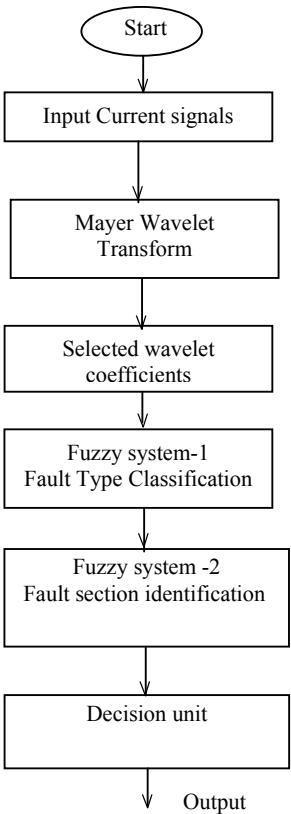 Start
Input Current signals
Mayer Wavelet
Transform
Selected wavelet
coefficients
Fuzzy system-1
Fault Type Classification
Fuzzy system -2
Fault section identification
Decision unit
Output